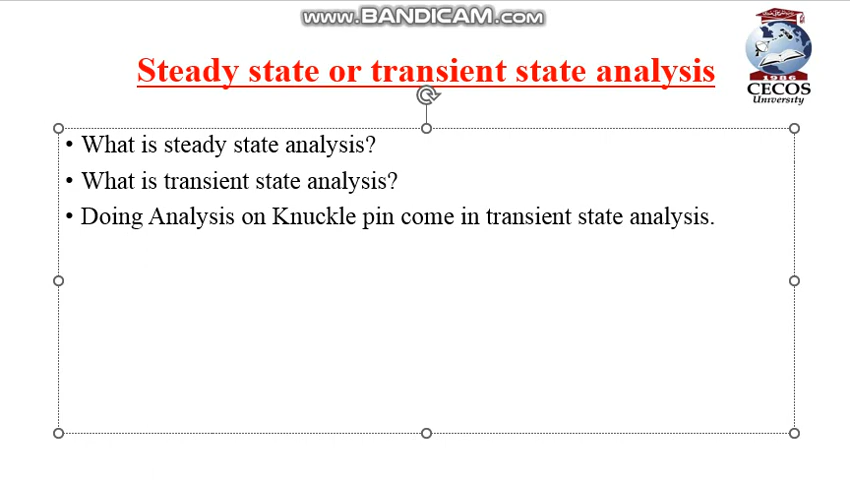 www.BANDICAM.com
Steady state or transient state analysis
1986
CECOS
University
• What is steady state analysis?
• What is transient state analysis?
• Doing Analysis on Knuckle pin come in transient state analysis.